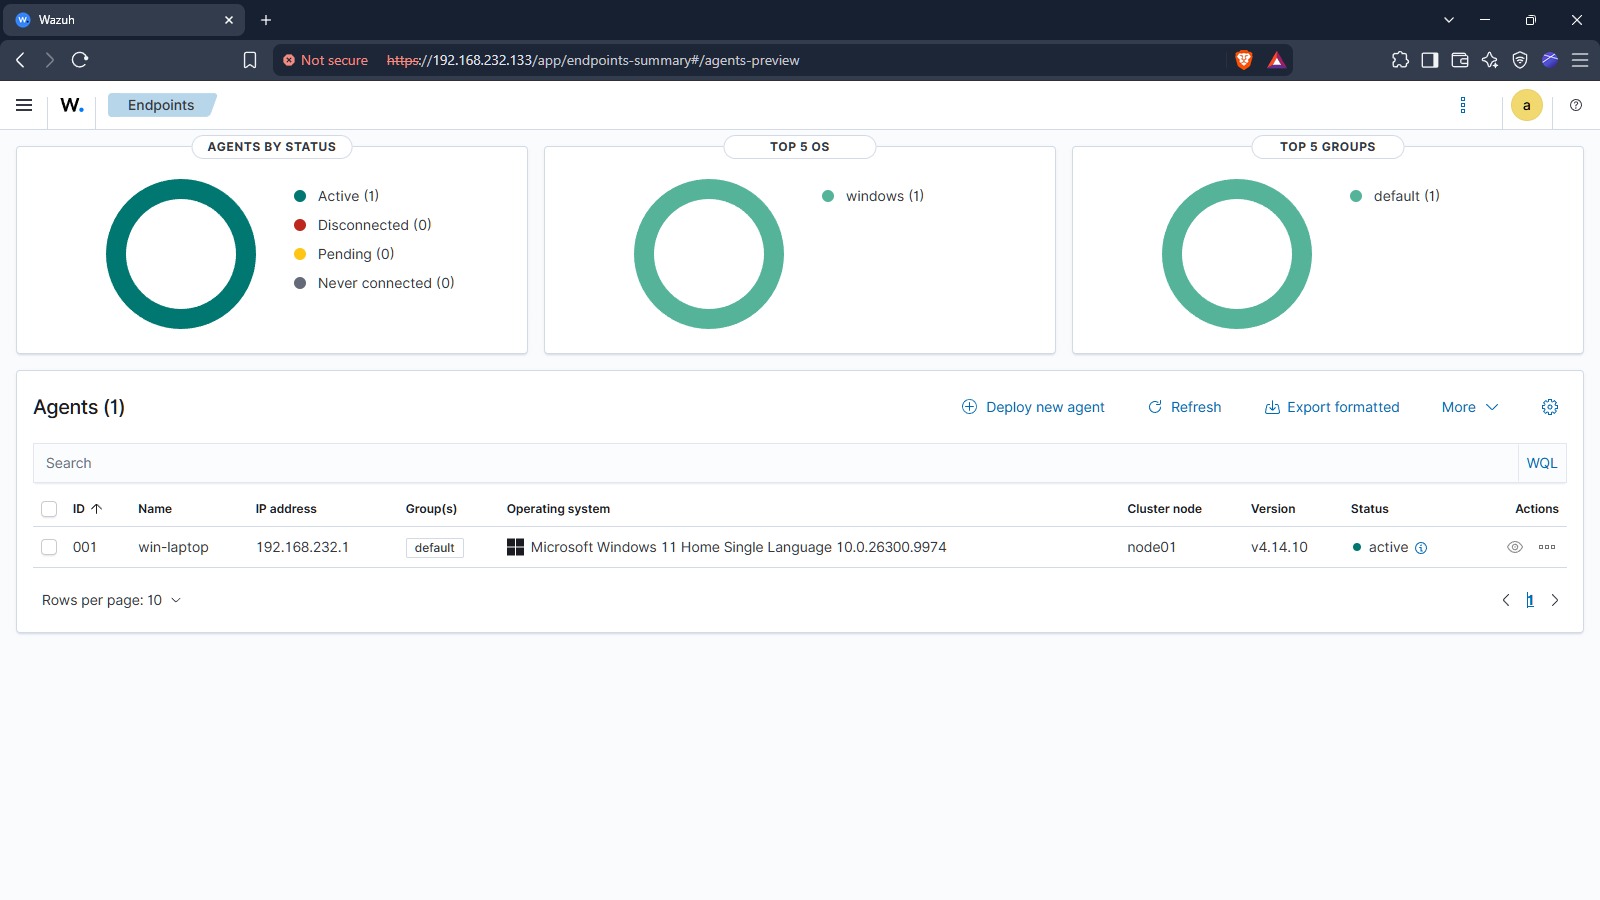 Wazuh
Not secure https://192.168.232.133/app/endpoints-summary#/agents-preview
W. Endpoints a
AGENTS BY STATUS
Active (1)
Disconnected (0)
Pending (0)
Never connected (0)
TOP 5 OS
windows (1)
TOP 5 GROUPS
default (1)
Agents (1) Deploy new agent Refresh Export formatted More
Search WQL
ID Name IP address Group(s) Operating system Cluster node Version Status Actions
001 win-laptop 192.168.232.1 default Microsoft Windows 11 Home Single Language 10.0.26300.9974 node01 v4.14.10 active
Rows per page: 10 1